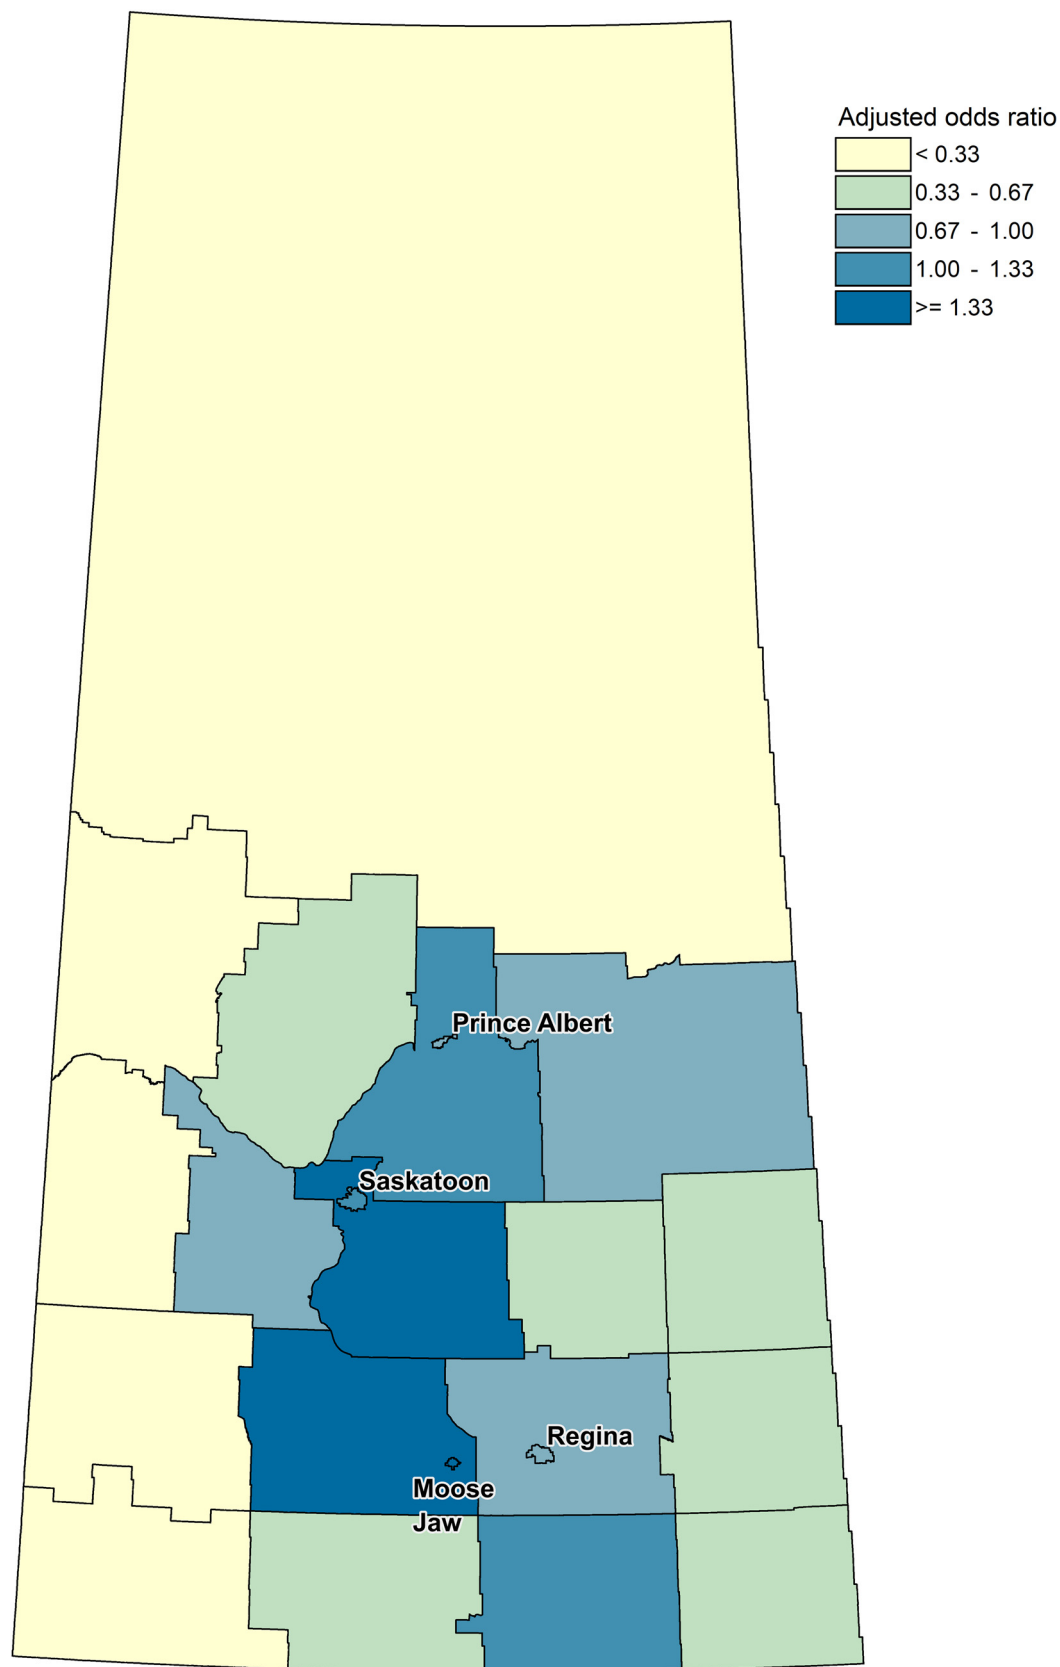 Adjusted odds ratio
< 0.33
0.33 - 0.67
0.67 - 1.00
1.00 - 1.33
>= 1.33
Prince Albert
Saskatoon
Regina
Moose
Jaw